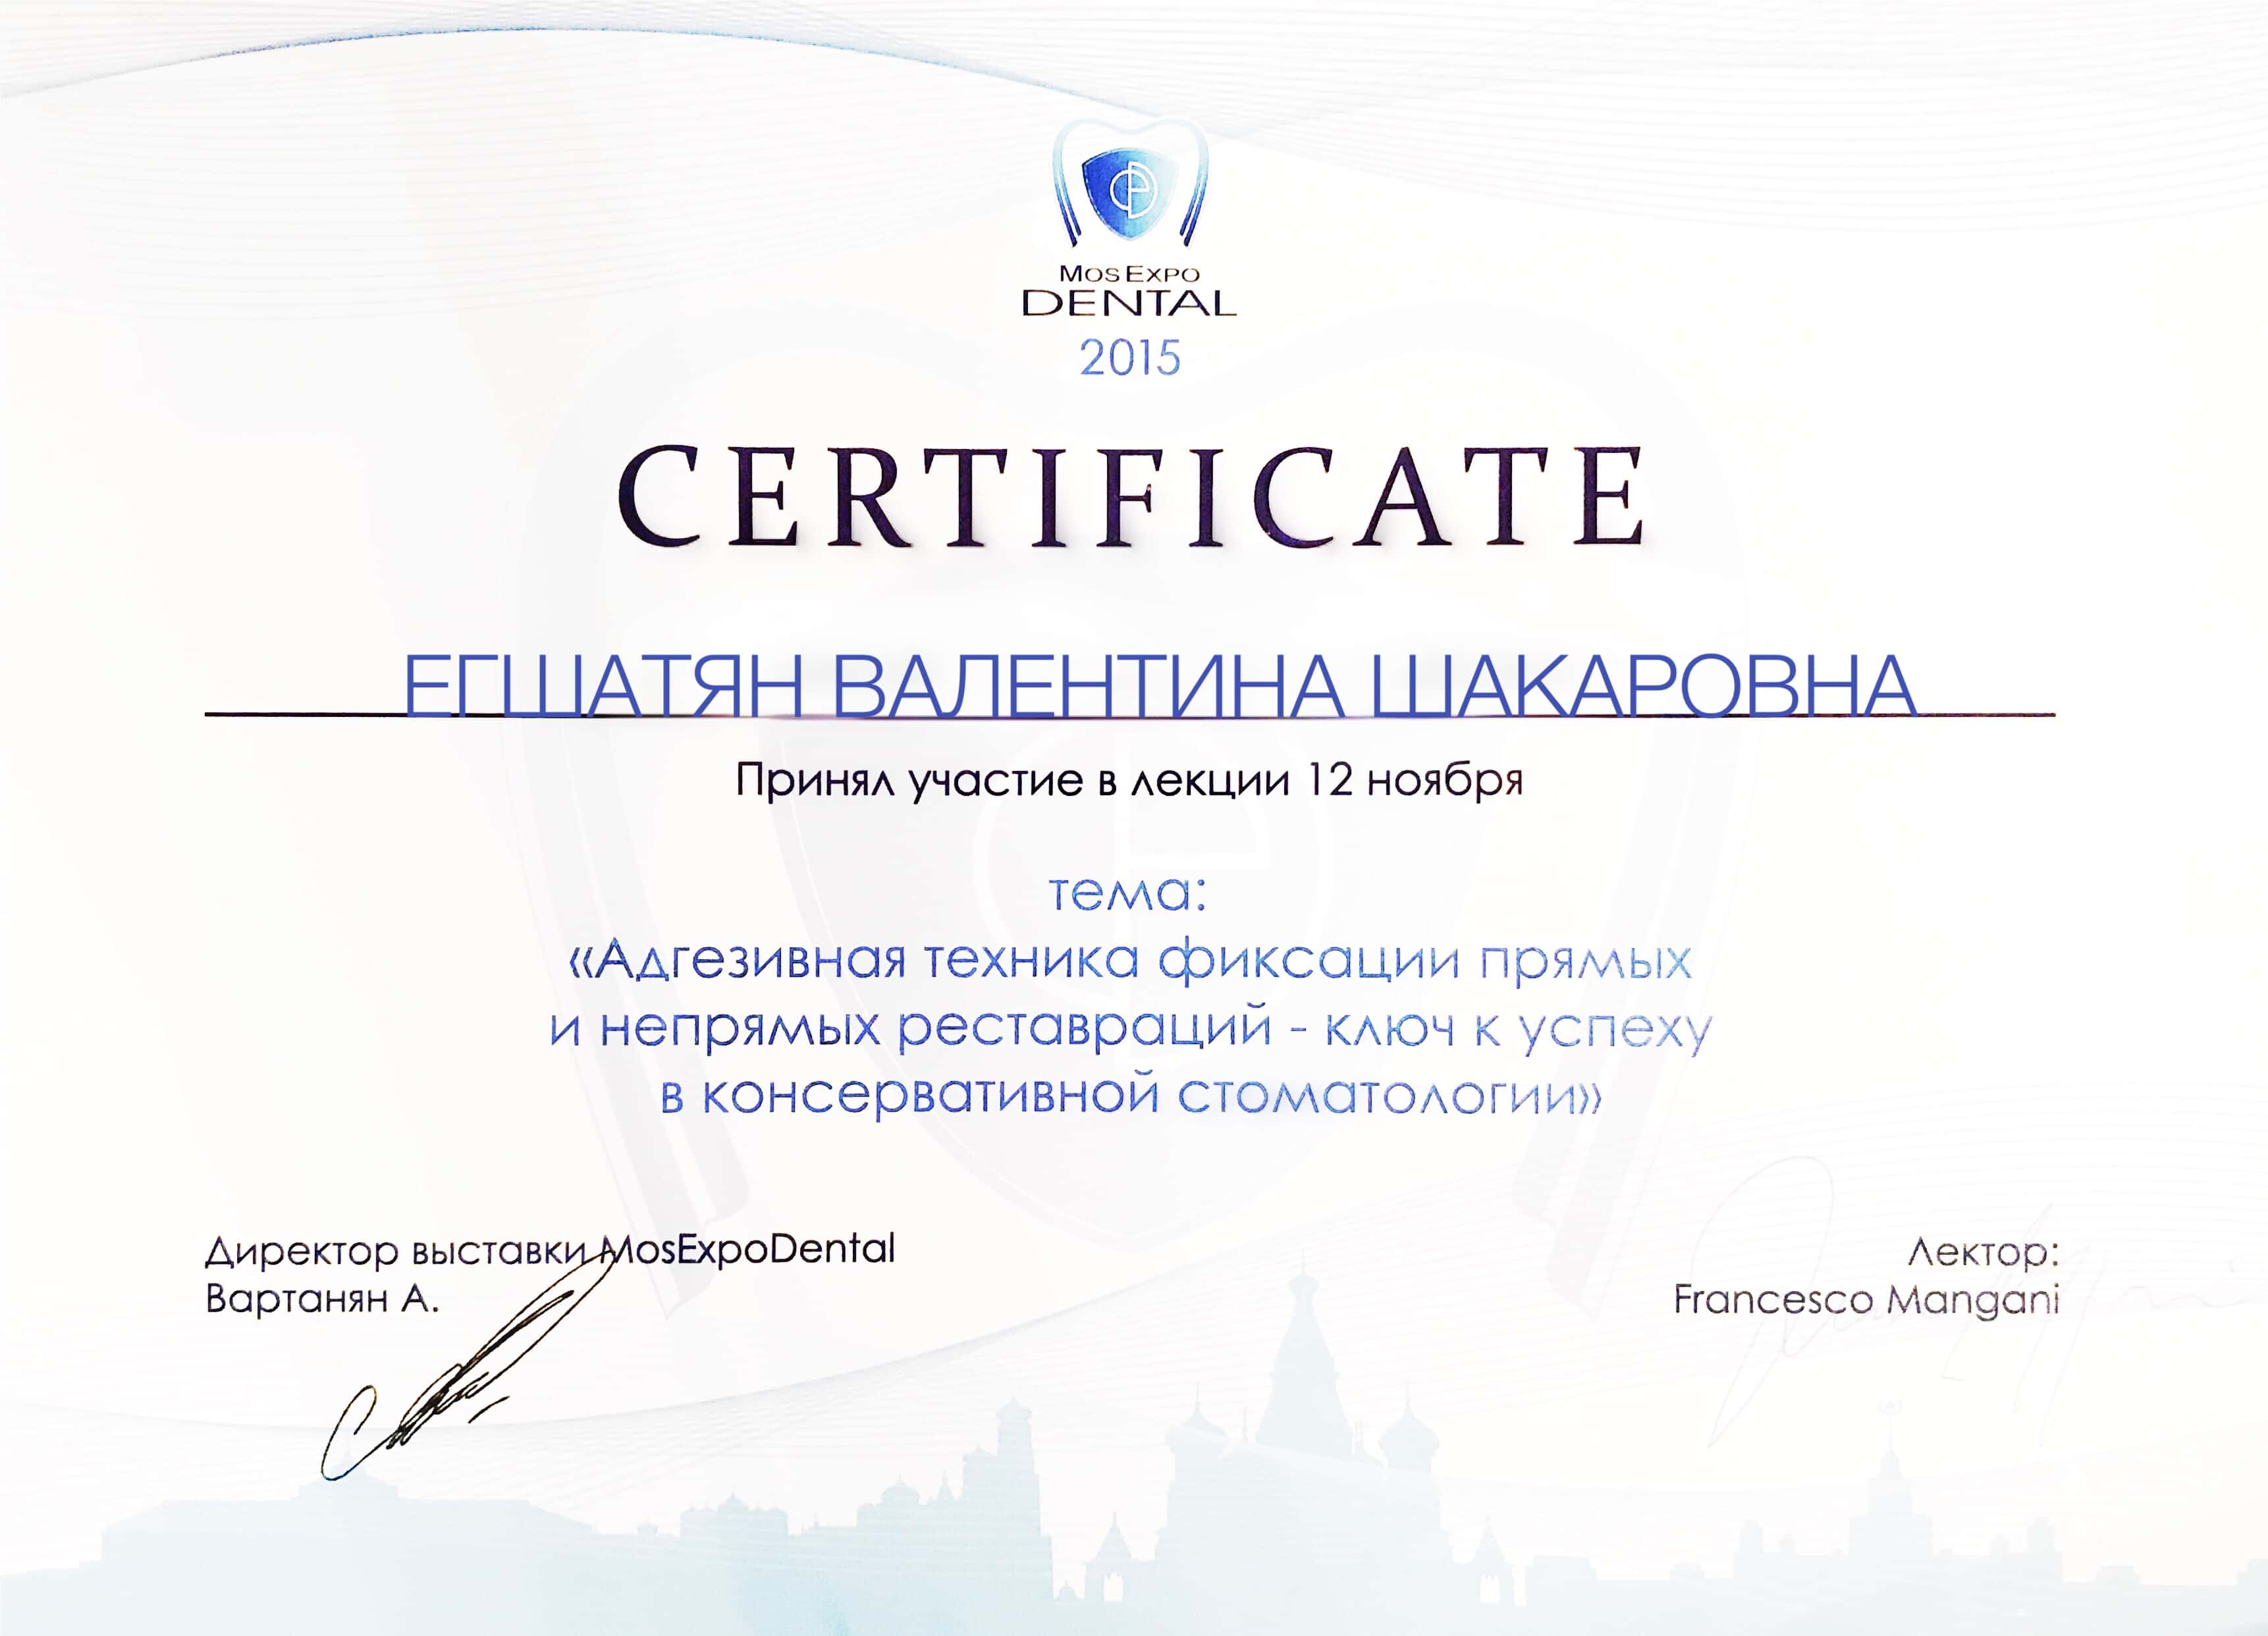 MosExpo
DENTAL
2015
CERTIFICATE
ЕГШАТЯН ВАЛЕНТИНА ШАКАРОВНА
Принял участие в лекции 12 ноября
тема:
«Адгезивная техника фиксации прямых
и непрямых реставраций - ключ к успеху
в консервативной стоматологии»
Директор выставки MosExpoDental
Вартанян А.
Лектор:
Francesco Mangani